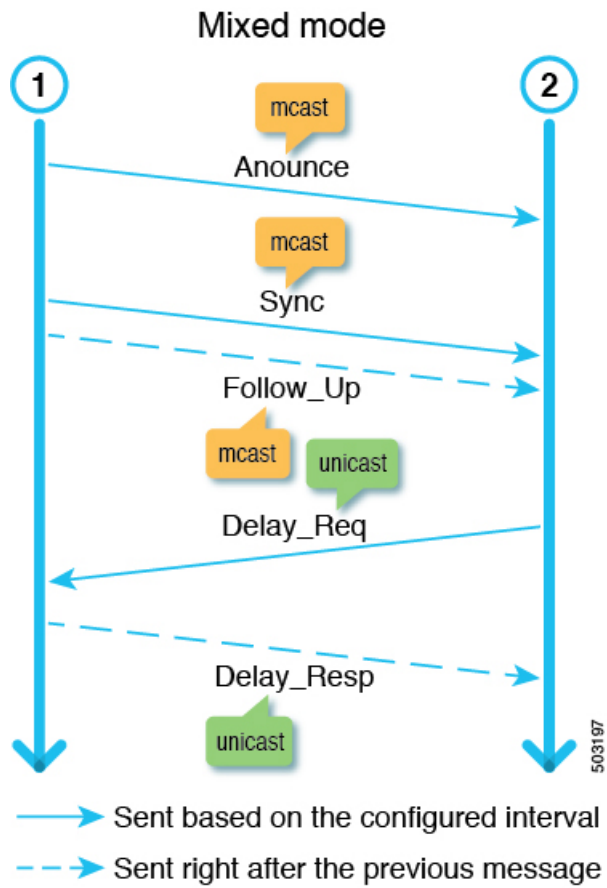 Mixed mode
1
2
mcast
Anounce
mcast
Sync
Follow_Up
mcast
unicast
Delay_Req
Delay_Resp
unicast
503197
Sent based on the configured interval
Sent right after the previous message